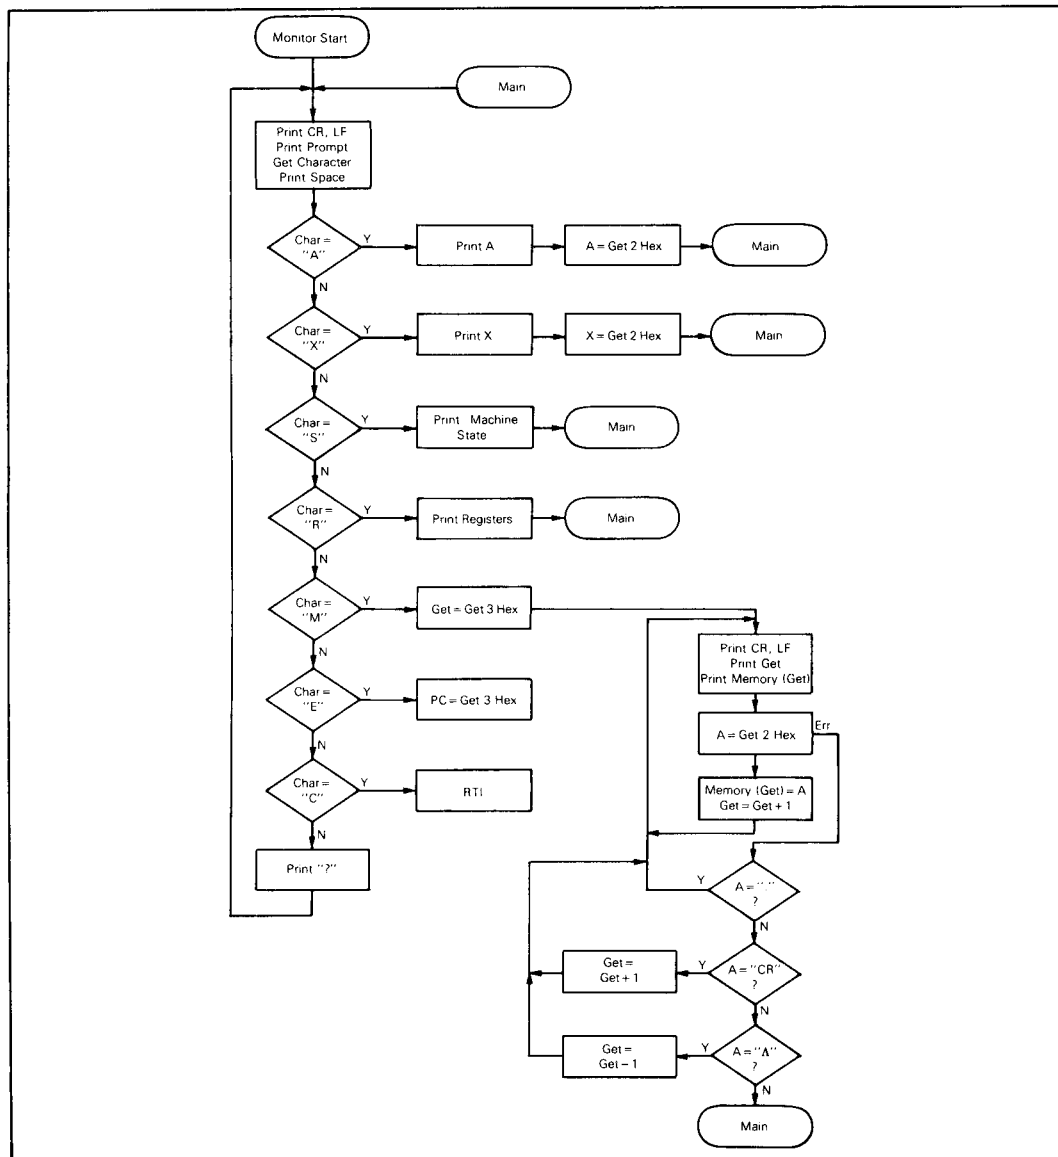 Monitor Start
Main
Print CR, LF
Print Prompt
Get Character
Print Space
Char =
"A"
Y
Print A
A = Get 2 Hex
Main
N
Char =
"X"
Y
Print X
X = Get 2 Hex
Main
N
Char =
"S"
Y
Print Machine
State
Main
N
Char =
"R"
Y
Print Registers
Main
N
Char =
"M"
Y
Get = Get 3 Hex
N
Print CR, LF
Print Get
Print Memory (Get)
Char =
"E"
Y
PC = Get 3 Hex
N
A = Get 2 Hex
Err
Char =
"C"
Y
RTI
N
Memory (Get) = A
Get = Get + 1
Print "?"
Y
A = "."
?
N
Get =
Get + 1
Y
A = "CR"
?
N
Get =
Get – 1
Y
A = "Λ"
?
N
Main